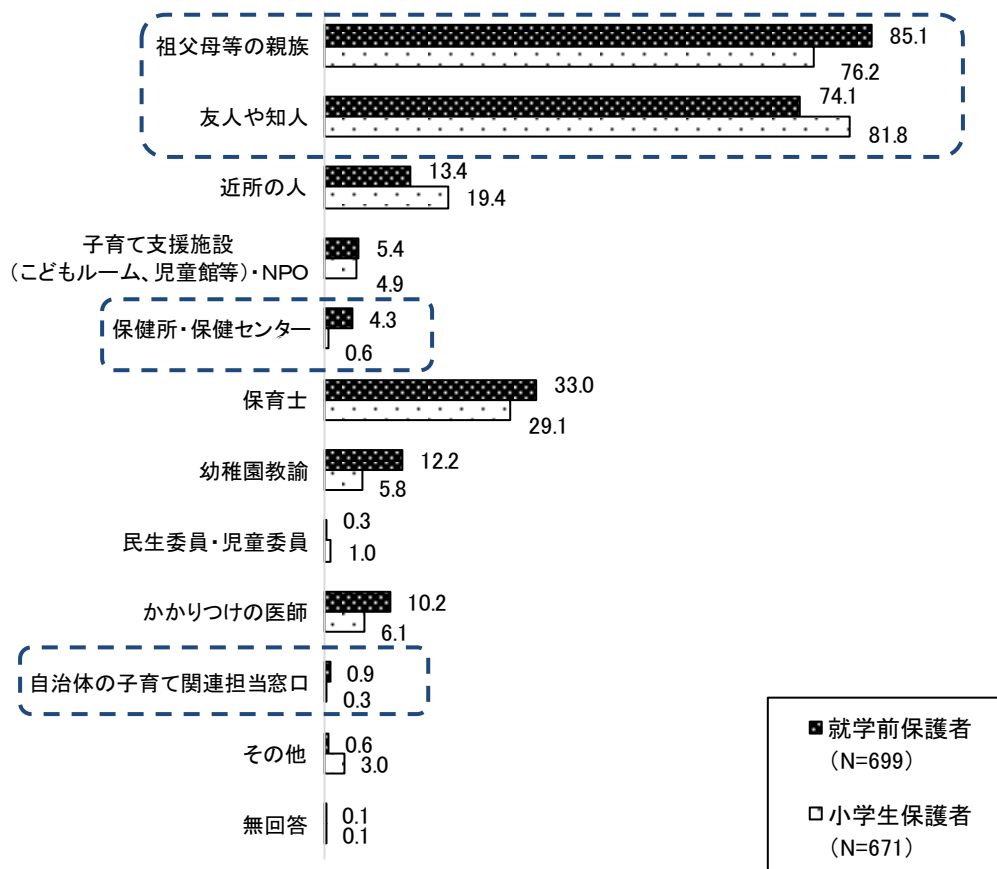 祖父母等の親族
85.1
76.2
友人や知人
74.1
81.8
近所の人
13.4
19.4
子育て支援施設
（こどもルーム、児童館等）・NPO
5.4
4.9
保健所・保健センター
4.3
0.6
保育士
33.0
29.1
幼稚園教諭
12.2
5.8
民生委員・児童委員
0.3
1.0
かかりつけの医師
10.2
6.1
自治体の子育て関連担当窓口
0.9
0.3
その他
0.6
3.0
無回答
0.1
0.1
就学前保護者
（N=699）
小学生保護者
（N=671）